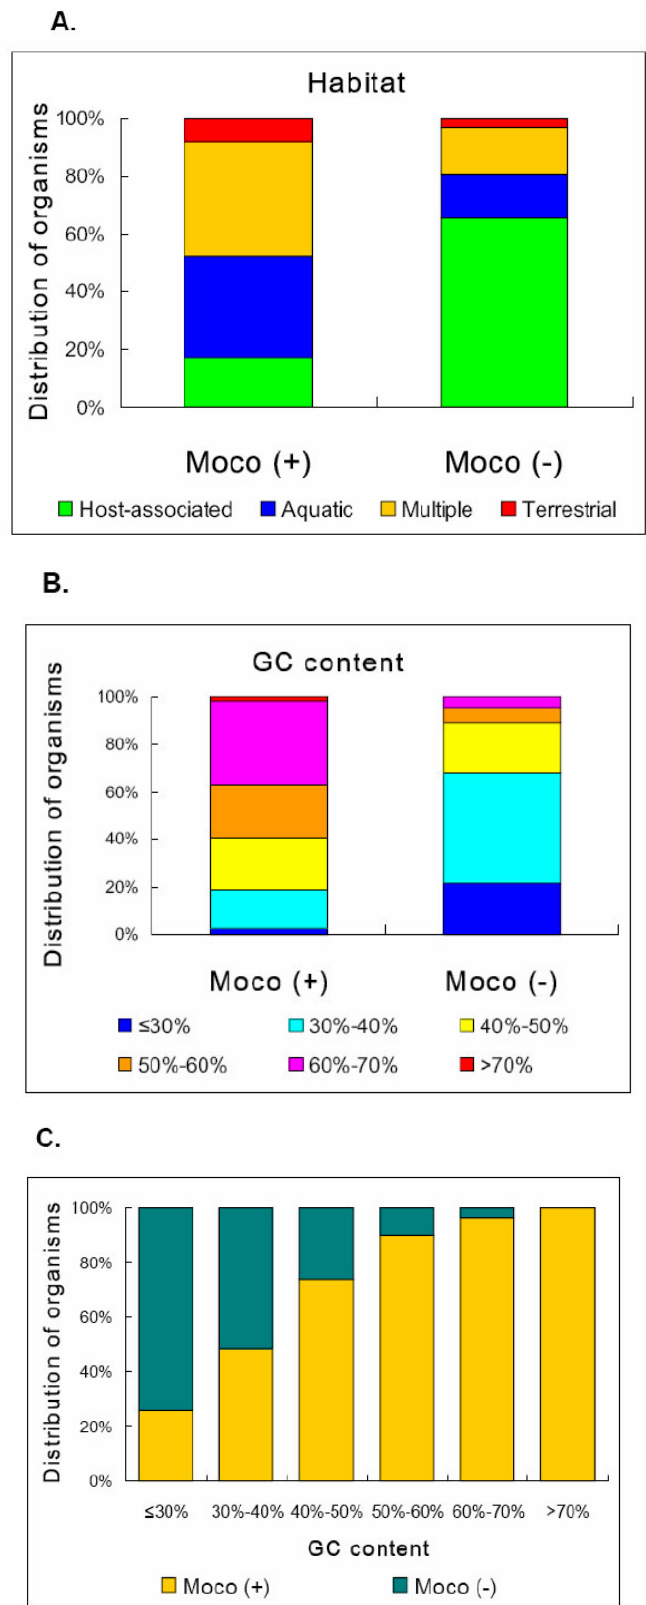 A.
Habitat
Distribution of organisms
100%
80%
60%
40%
20%
0%
Moco (+) Moco (-)
Host-associated Aquatic Multiple Terrestrial
B.
GC content
Distribution of organisms
100%
80%
60%
40%
20%
0%
Moco (+) Moco (-)
≤30% 30%-40% 40%-50%
50%-60% 60%-70% >70%
C.
Distribution of organisms
100%
80%
60%
40%
20%
0%
≤30% 30%-40% 40%-50% 50%-60% 60%-70% >70%
GC content
Moco (+) Moco (-)